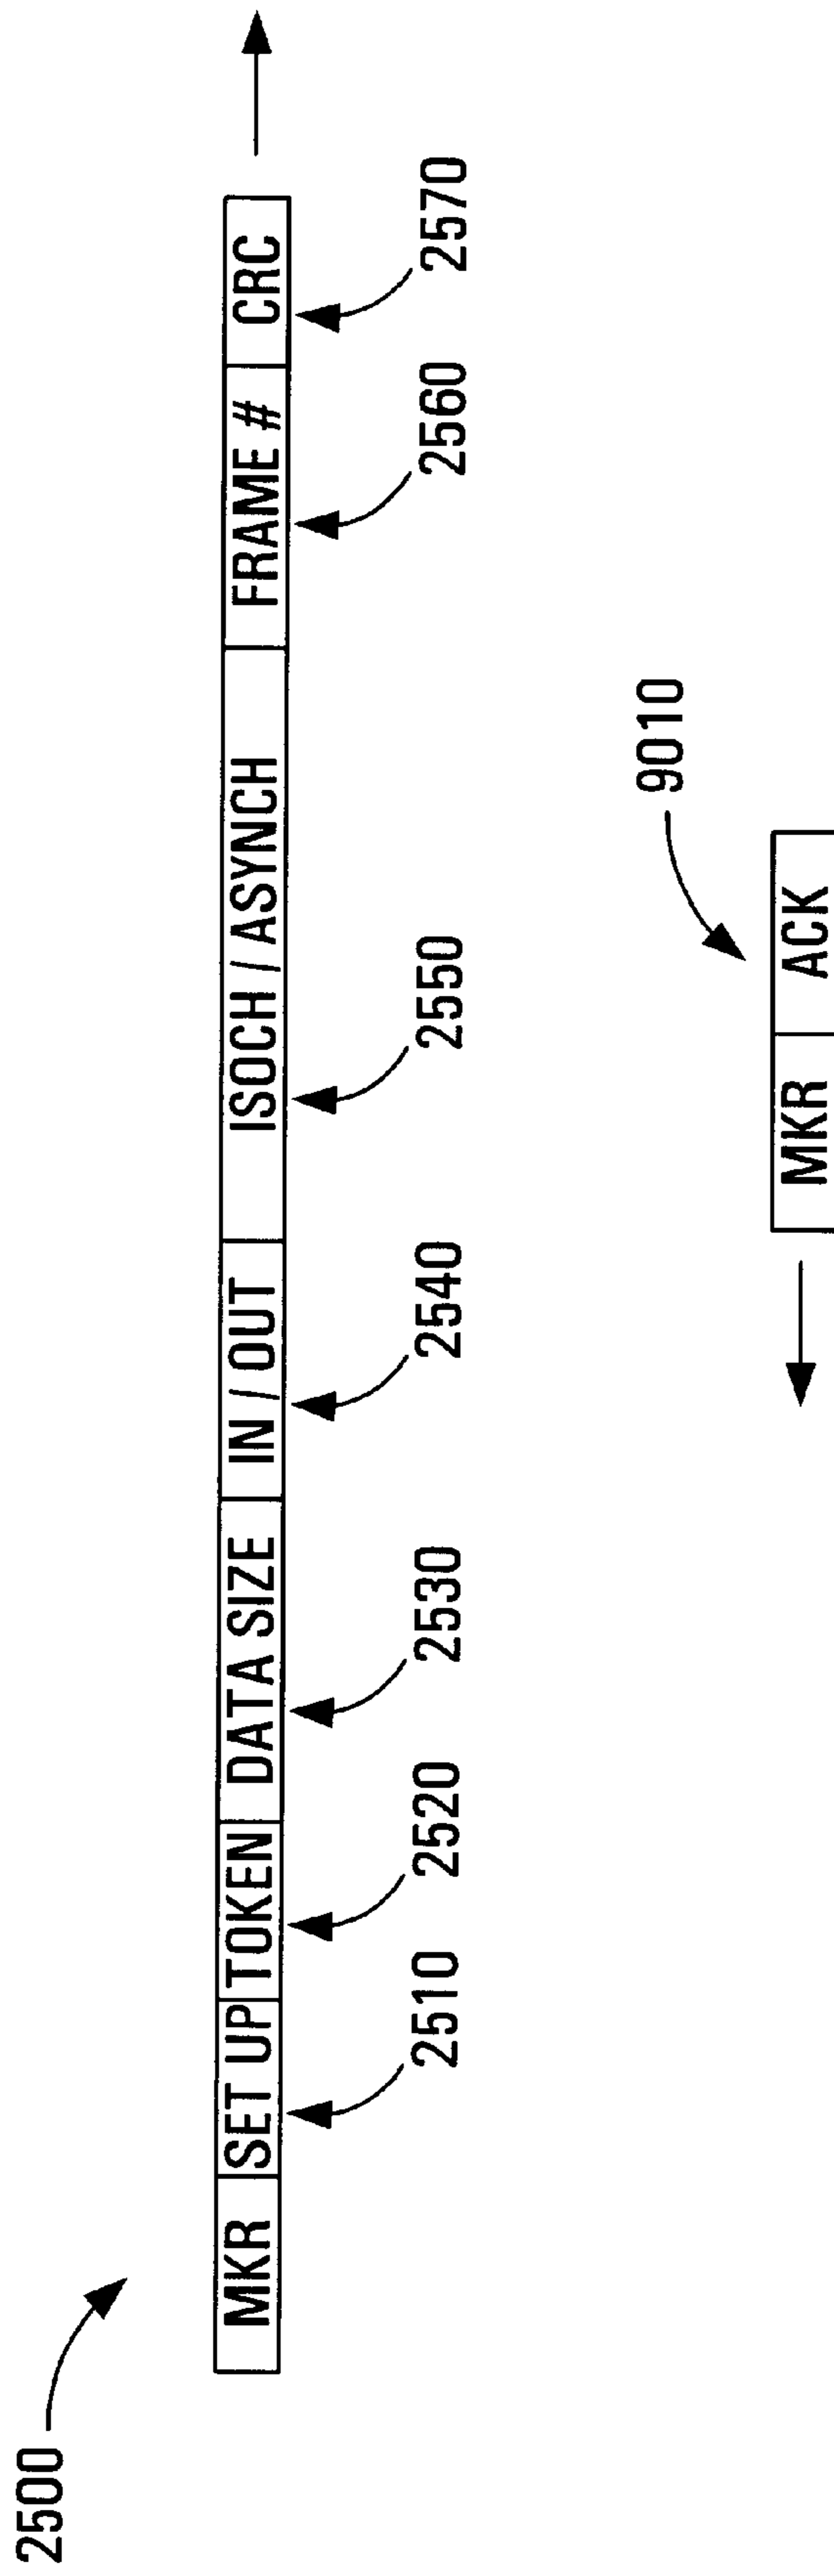 2500
MKR SET UP TOKEN DATA SIZE IN / OUT ISOCH / ASYNCH FRAME # CRC
2510 2520 2530 2540 2550 2560 2570
9010
MKR ACK